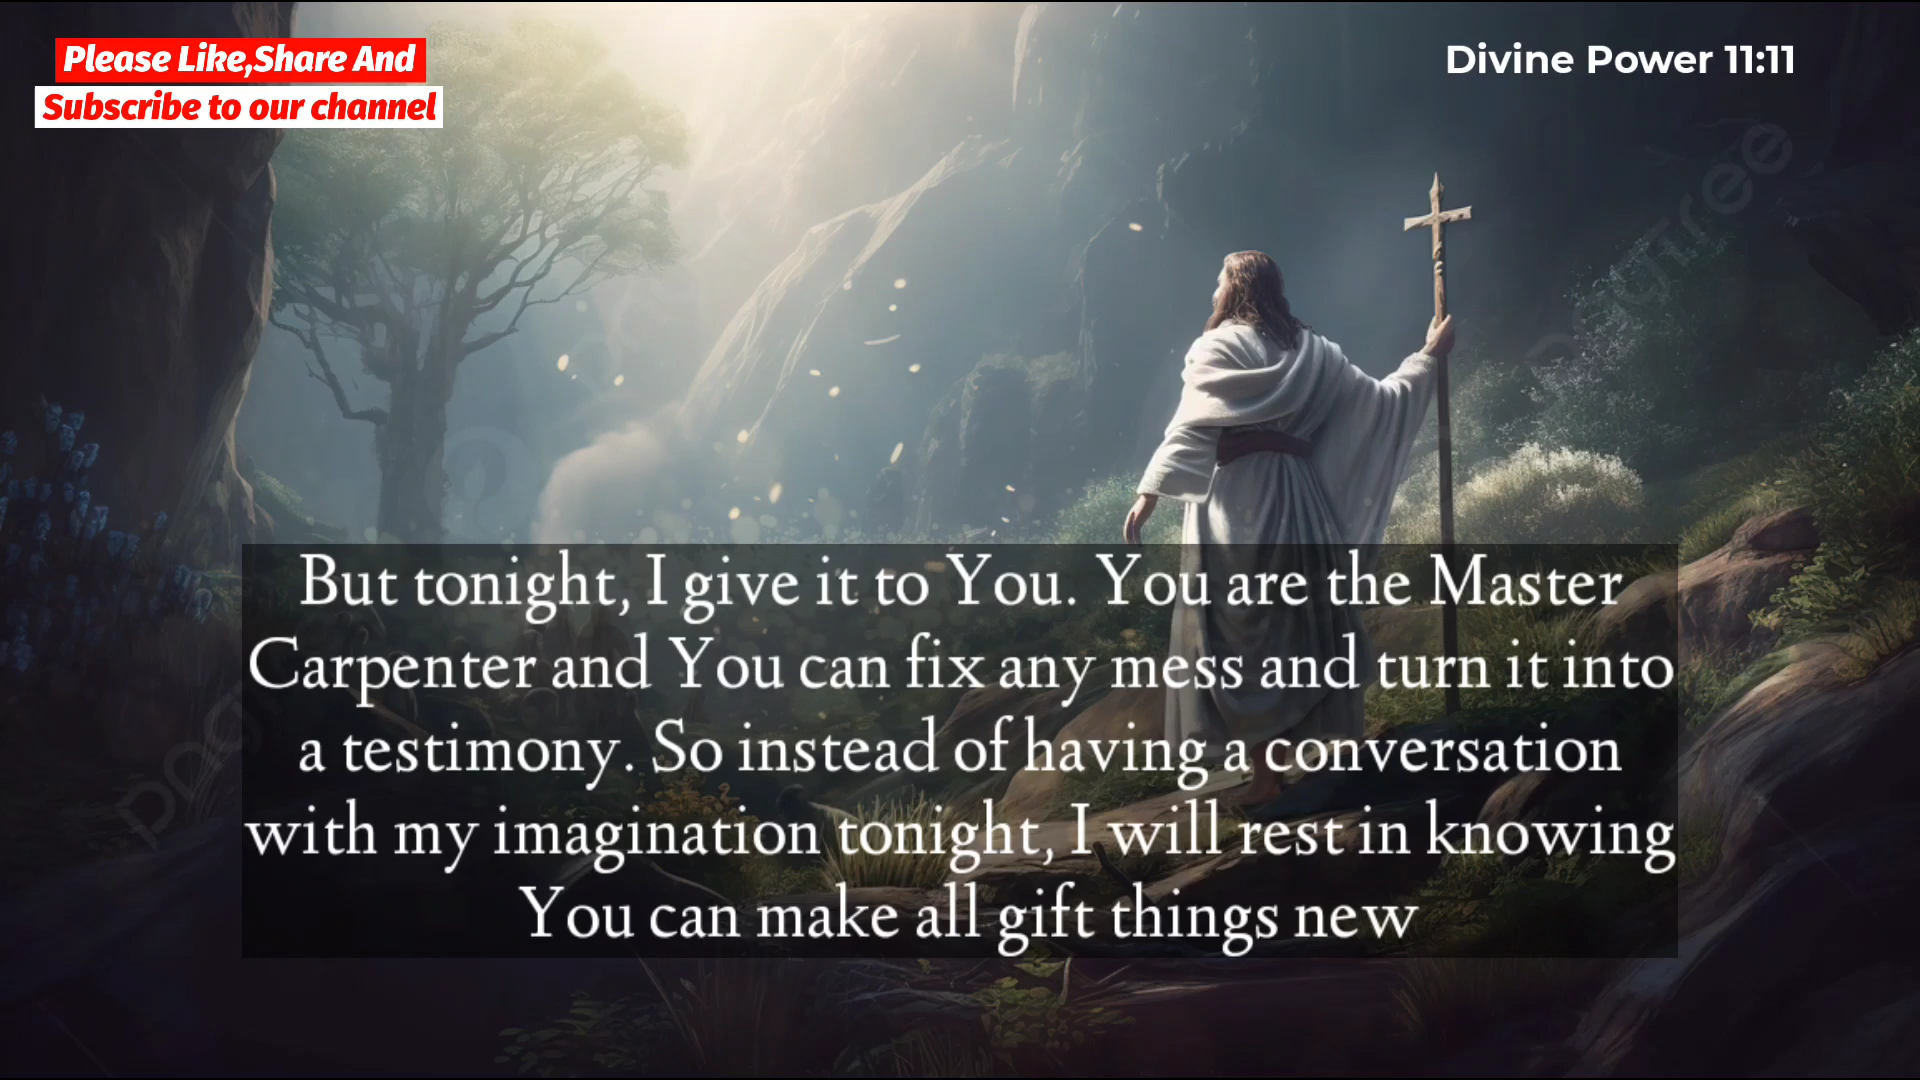 Please Like,Share And
Subscribe to our channel
Divine Power 11:11
But tonight, I give it to You. You are the Master
Carpenter and You can fix any mess and turn it into
a testimony. So instead of having a conversation
with my imagination tonight, I will rest in knowing
You can make all gift things new